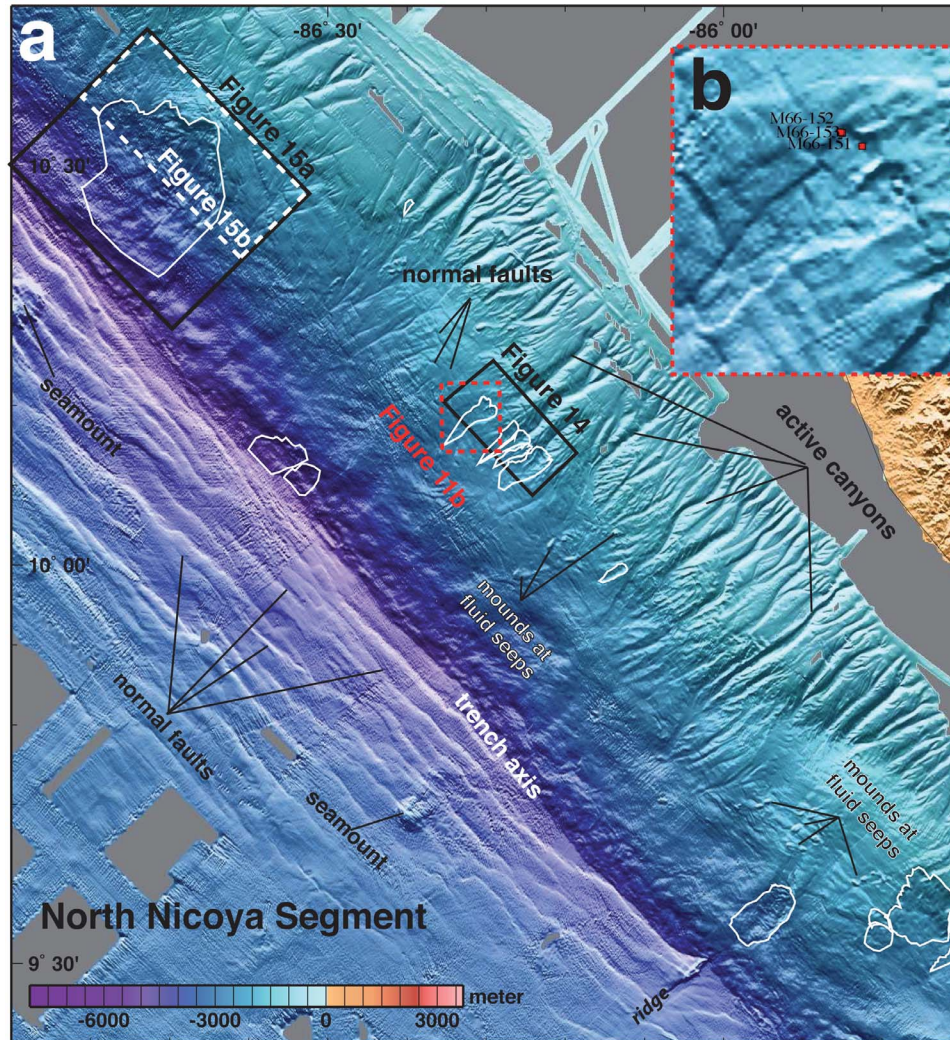 a
-86° 30'
-86° 00'
b
M66-152
M66-153
M66-151
Figure 15a
10° 30'
Figure 15b
normal faults
Figure 14
seamount
Figure 11b
active canyons
10° 00'
mounds at
fluid seeps
normal faults
trench axis
mounds at
fluid seeps
seamount
North Nicoya Segment
9° 30'
meter
ridge
-6000
-3000
0
3000